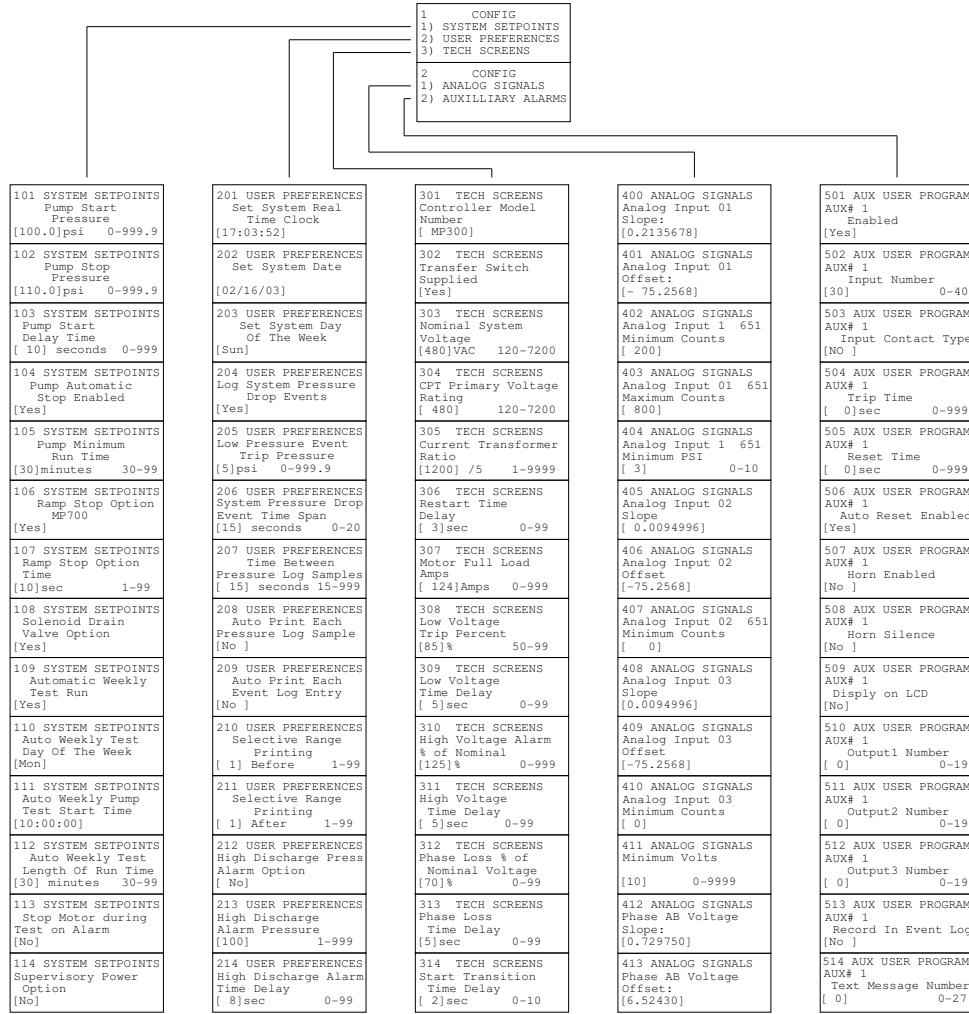 1 CONFIG
1) SYSTEM SETPOINTS
2) USER PREFERENCES
3) TECH SCREENS
2 CONFIG
1) ANALOG SIGNALS
2) AUXILLIARY ALARMS
101 SYSTEM SETPOINTS
Pump Start
Pressure
[100.0]psi 0-999.9
102 SYSTEM SETPOINTS
Pump Stop
Pressure
[110.0]psi 0-999.9
103 SYSTEM SETPOINTS
Pump Start
Delay Time
[ 10] seconds 0-999
104 SYSTEM SETPOINTS
Pump Automatic
Stop Enabled
[Yes]
105 SYSTEM SETPOINTS
Pump Minimum
Run Time
[30]minutes 30-99
106 SYSTEM SETPOINTS
Ramp Stop Option
MP700
[Yes]
107 SYSTEM SETPOINTS
Ramp Stop Option
Time
[10]sec 1-99
108 SYSTEM SETPOINTS
Solenoid Drain
Valve Option
[Yes]
109 SYSTEM SETPOINTS
Automatic Weekly
Test Run
[Yes]
110 SYSTEM SETPOINTS
Auto Weekly Test
Day Of The Week
[Mon]
111 SYSTEM SETPOINTS
Auto Weekly Pump
Test Start Time
[10:00:00]
112 SYSTEM SETPOINTS
Auto Weekly Test
Length Of Run Time
[30] minutes 30-99
113 SYSTEM SETPOINTS
Stop Motor during
Test on Alarm
[No]
114 SYSTEM SETPOINTS
Supervisory Power
Option
[No]
201 USER PREFERENCES
Set System Real
Time Clock
[17:03:52]
202 USER PREFERENCES
Set System Date
[02/16/03]
203 USER PREFERENCES
Set System Day
Of The Week
[Sun]
204 USER PREFERENCES
Log System Pressure
Drop Events
[Yes]
205 USER PREFERENCES
Low Pressure Event
Trip Pressure
[5]psi 0-999.9
206 USER PREFERENCES
System Pressure Drop
Event Time Span
[15] seconds 0-20
207 USER PREFERENCES
Time Between
Pressure Log Samples
[ 15] seconds 15-999
208 USER PREFERENCES
Auto Print Each
Pressure Log Sample
[No ]
209 USER PREFERENCES
Auto Print Each
Event Log Entry
[No ]
210 USER PREFERENCES
Selective Range
Printing
[ 1] Before 1-99
211 USER PREFERENCES
Selective Range
Printing
[ 1] After 1-99
212 USER PREFERENCES
High Discharge Press
Alarm Option
[ No]
213 USER PREFERENCES
High Discharge
Alarm Pressure
[100] 1-999
214 USER PREFERENCES
High Discharge Alarm
Time Delay
[ 8]sec 0-99
301 TECH SCREENS
Controller Model
Number
[ MP300]
302 TECH SCREENS
Transfer Switch
Supplied
[Yes]
303 TECH SCREENS
Nominal System
Voltage
[480]VAC 120-7200
304 TECH SCREENS
CPT Primary Voltage
Rating
[ 480] 120-7200
305 TECH SCREENS
Current Transformer
Ratio
[1200] /5 1-9999
306 TECH SCREENS
Restart Time
Delay
[ 3]sec 0-99
307 TECH SCREENS
Motor Full Load
Amps
[ 124]Amps 0-999
308 TECH SCREENS
Low Voltage
Trip Percent
[85]% 50-99
309 TECH SCREENS
Low Voltage
Time Delay
[ 5]sec 0-99
310 TECH SCREENS
High Voltage Alarm
% of Nominal
[125]% 0-999
311 TECH SCREENS
High Voltage
Time Delay
[ 5]sec 0-99
312 TECH SCREENS
Phase Loss % of
Nominal Voltage
[70]% 0-99
313 TECH SCREENS
Phase Loss
Time Delay
[5]sec 0-99
314 TECH SCREENS
Start Transition
Time Delay
[ 2]sec 0-10
400 ANALOG SIGNALS
Analog Input 01
Slope:
[0.2135678]
401 ANALOG SIGNALS
Analog Input 01
Offset:
[- 75.2568]
402 ANALOG SIGNALS
Analog Input 1 651
Minimum Counts
[ 200]
403 ANALOG SIGNALS
Analog Input 01 651
Maximum Counts
[ 800]
404 ANALOG SIGNALS
Analog Input 1 651
Minimum PSI
[ 3] 0-10
405 ANALOG SIGNALS
Analog Input 02
Slope
[ 0.0094996]
406 ANALOG SIGNALS
Analog Input 02
Offset
[-75.2568]
407 ANALOG SIGNALS
Analog Input 02 651
Minimum Counts
[ 0]
408 ANALOG SIGNALS
Analog Input 03
Slope
[0.0094996]
409 ANALOG SIGNALS
Analog Input 03
Offset
[-75.2568]
410 ANALOG SIGNALS
Analog Input 03
Minimum Counts
[ 0]
411 ANALOG SIGNALS
Minimum Volts
[10] 0-9999
412 ANALOG SIGNALS
Phase AB Voltage
Slope:
[0.729750]
413 ANALOG SIGNALS
Phase AB Voltage
Offset:
[6.52430]
501 AUX USER PROGRAM
AUX# 1
Enabled
[Yes]
502 AUX USER PROGRAM
AUX# 1
Input Number
[30] 0-40
503 AUX USER PROGRAM
AUX# 1
Input Contact Type
[NO ]
504 AUX USER PROGRAM
AUX# 1
Trip Time
[ 0]sec 0-999
505 AUX USER PROGRAM
AUX# 1
Reset Time
[ 0]sec 0-999
506 AUX USER PROGRAM
AUX# 1
Auto Reset Enabled
[Yes]
507 AUX USER PROGRAM
AUX# 1
Horn Enabled
[No ]
508 AUX USER PROGRAM
AUX# 1
Horn Silence
[No ]
509 AUX USER PROGRAM
AUX# 1
Disply on LCD
[No]
510 AUX USER PROGRAM
AUX# 1
Output1 Number
[ 0] 0-19
511 AUX USER PROGRAM
AUX# 1
Output2 Number
[ 0] 0-19
512 AUX USER PROGRAM
AUX# 1
Output3 Number
[ 0] 0-19
513 AUX USER PROGRAM
AUX# 1
Record In Event Log
[No ]
514 AUX USER PROGRAM
AUX# 1
Text Message Number
[ 0] 0-27